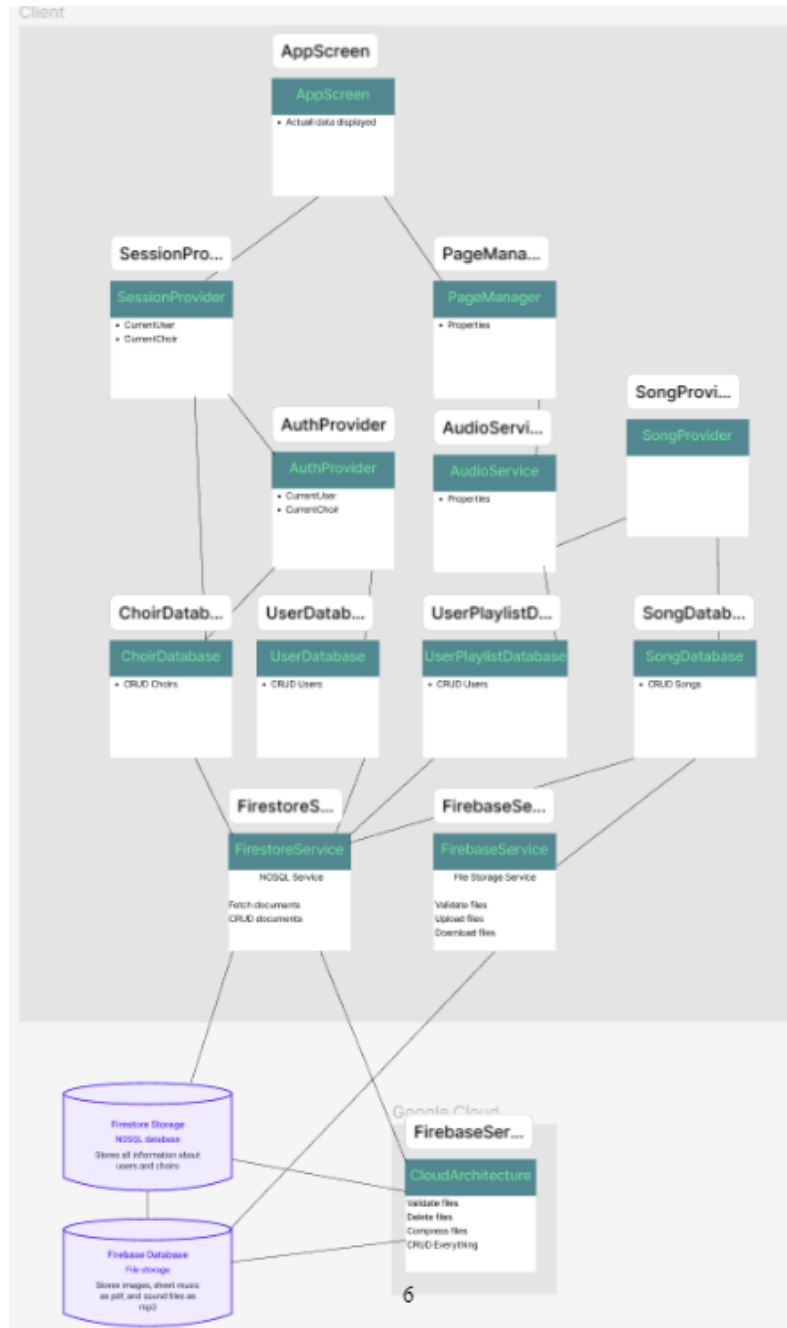 Client
AppScreen
AppScreen
• Actuall data displayed
SessionPro...
PageMana...
SessionProvider
• CurrentUser
• CurrentChoir
PageManager
• Properties
SongProvi...
SongProvider
AuthProvider
AuthProvider
• CurrentUser
• CurrentChoir
AudioServi...
AudioService
• Properties
ChoirDatab...
UserDatab...
UserPlaylistD...
SongDatab...
ChoirDatabase
• CRUD Choirs
UserDatabase
• CRUD Users
UserPlaylistDatabase
• CRUD Users
SongDatabase
• CRUD Songs
FirestoreS...
FirebaseSe...
FirestoreService
NOSQL Service
Fetch documents
CRUD documents
FirebaseService
File Storage Service
Validate files
Upload files
Download files
Firestore Storage
NOSQL database
Stores all information about
users and choirs
Google Cloud
FirebaseSer...
CloudArchitecture
Validate files
Delete files
Compress files
CRUD Everything
Firebase Database
File storage
Stores images, sheet music
as pdf, and sound files as
mp3
6